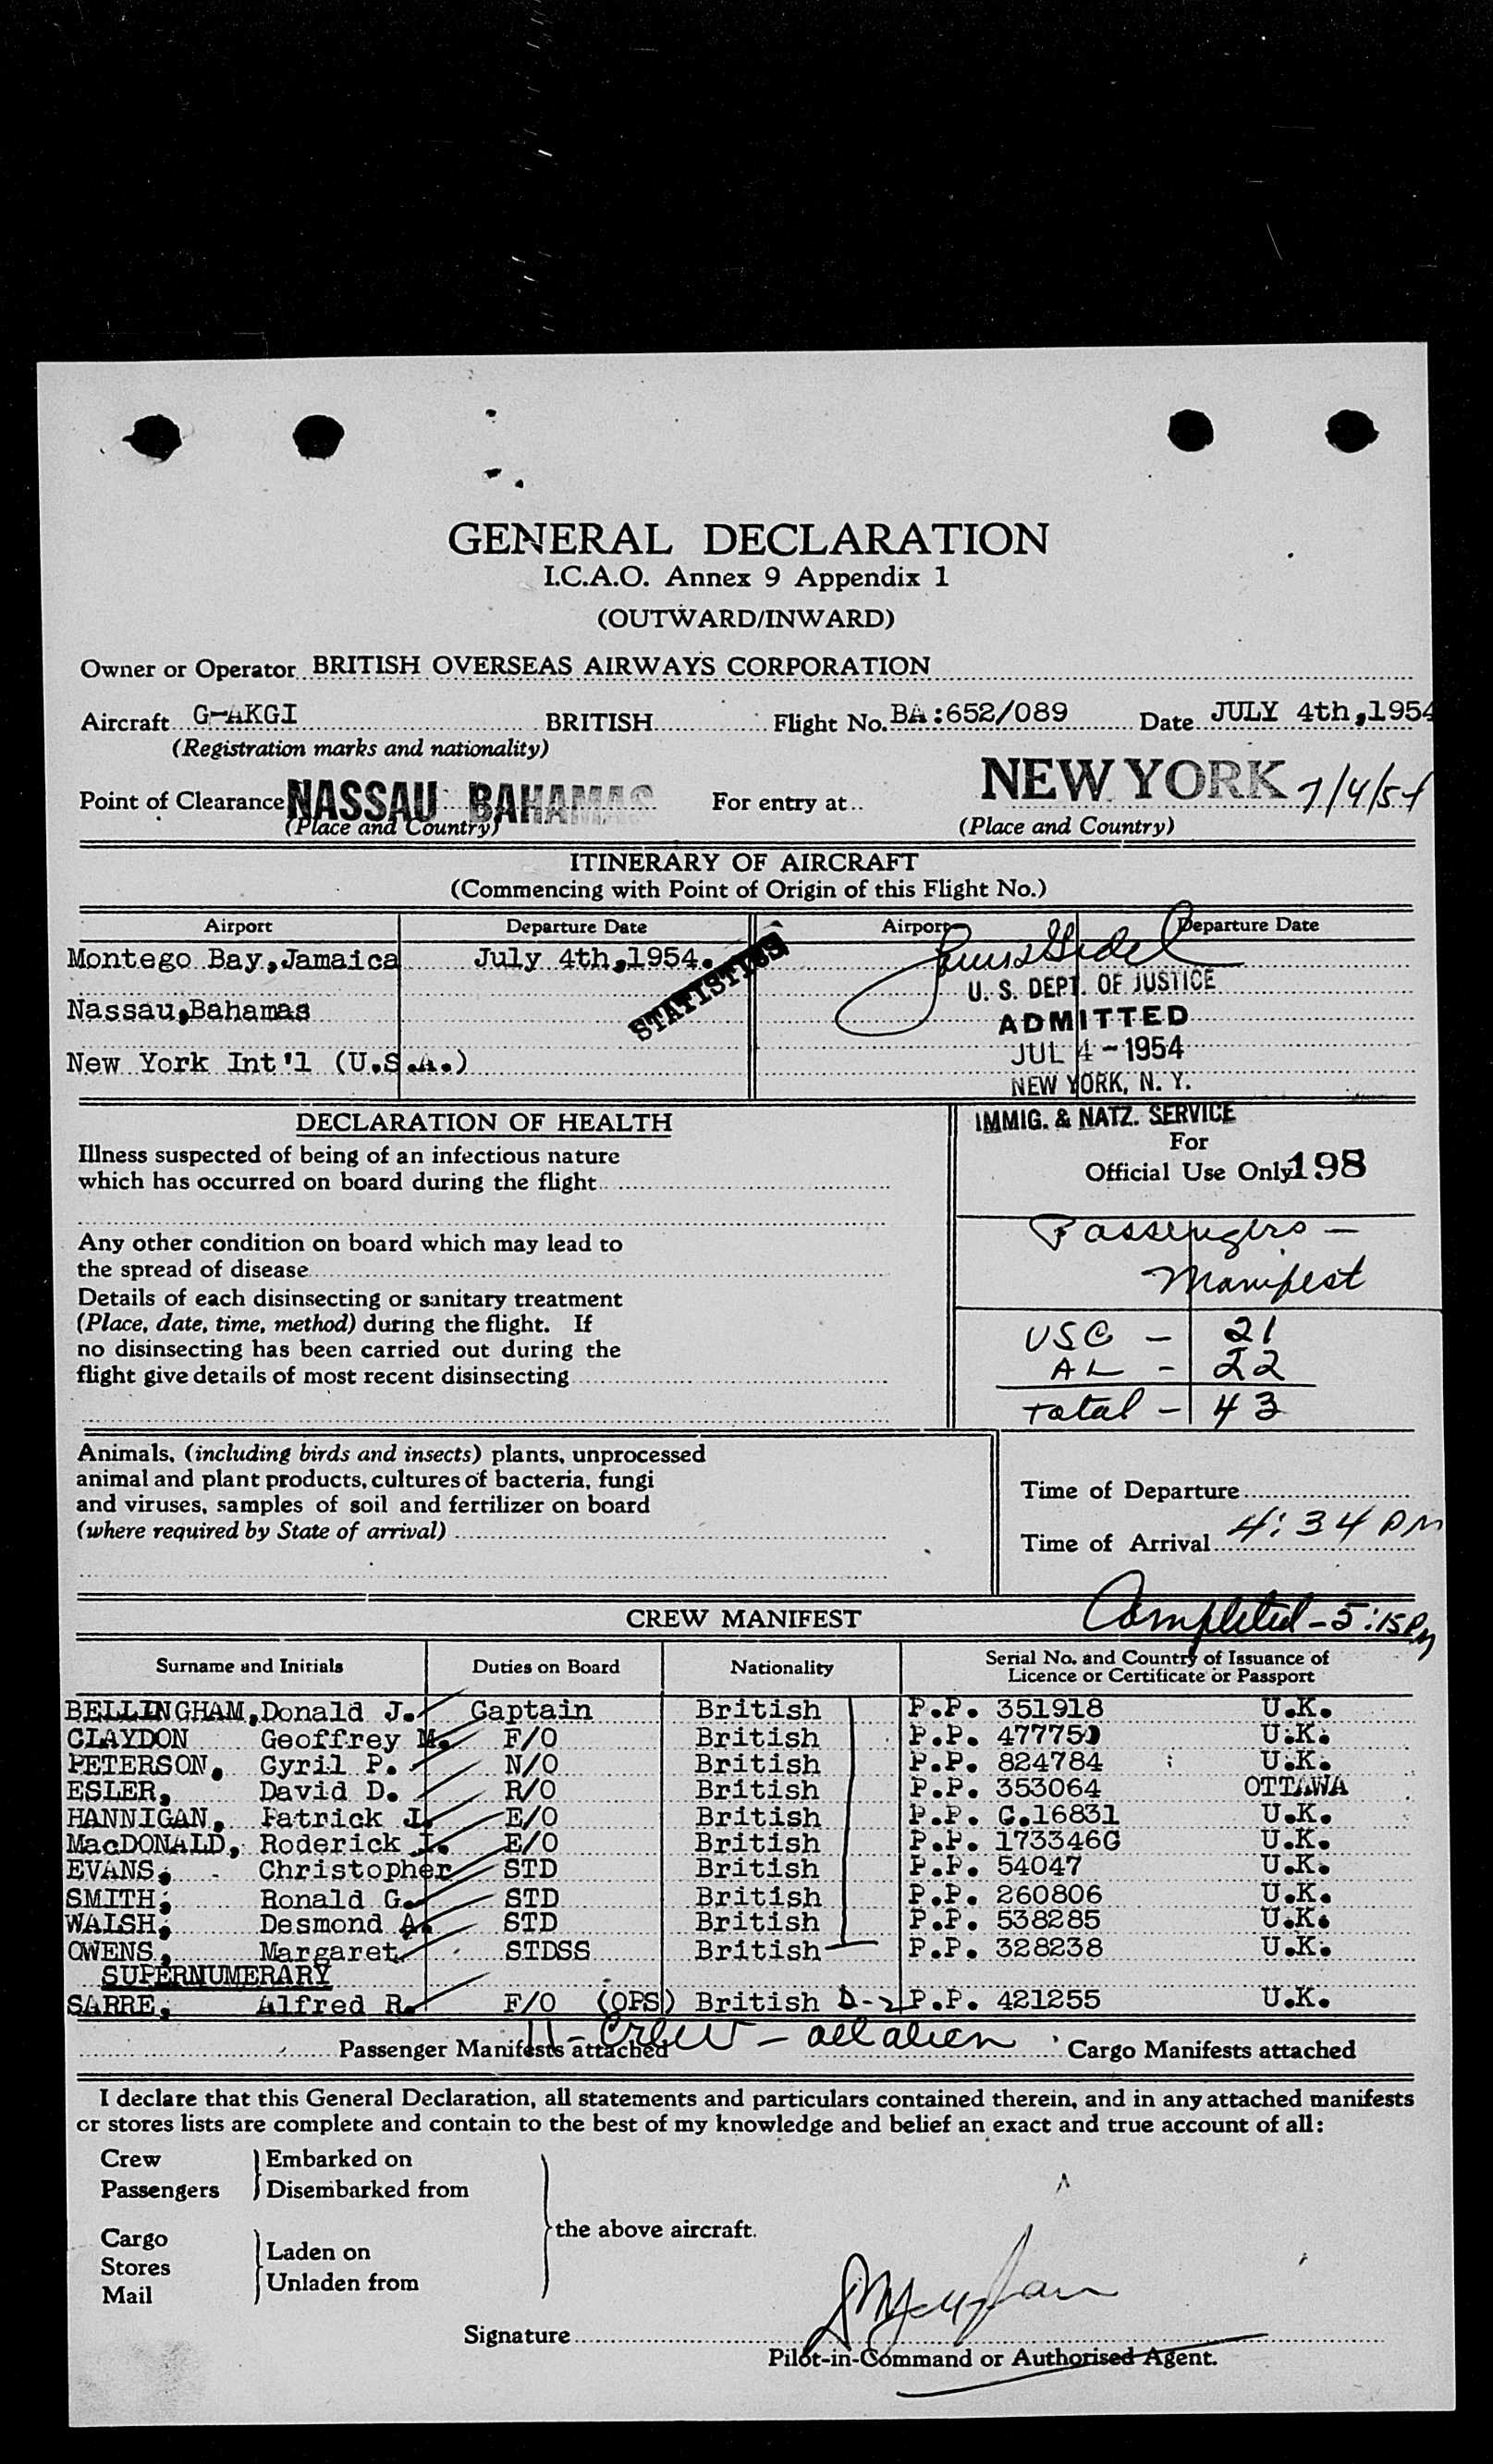 GENERAL DECLARATION
I.C.A.O. Annex 9 Appendix 1
(OUTWARD/INWARD)
Owner or Operator BRITISH OVERSEAS AIRWAYS CORPORATION
Aircraft G-AKGI BRITISH Flight No. BA:652/089 Date JULY 4th,1954
(Registration marks and nationality)
Point of Clearance NASSAU BAHAMAS For entry at NEW YORK 7/4/54
(Place and Country) (Place and Country)
ITINERARY OF AIRCRAFT
(Commencing with Point of Origin of this Flight No.)
Airport Departure Date Airport Departure Date
Montego Bay,Jamaica July 4th,1954.
STATISTICS
U. S. DEPT. OF JUSTICE
Nassau,Bahamas
ADMITTED
JUL 4-1954
New York Int'l (U.S.A.)
NEW YORK, N. Y.
IMMIG. & NATZ. SERVICE
DECLARATION OF HEALTH
For
Official Use Only 198
Illness suspected of being of an infectious nature
which has occurred on board during the flight
Passengers -
Manifest
Any other condition on board which may lead to
the spread of disease
Details of each disinsecting or sanitary treatment
(Place, date, time, method) during the flight. If
no disinsecting has been carried out during the
flight give details of most recent disinsecting
USC - 21
AL - 22
Total - 43
Animals, (including birds and insects) plants, unprocessed
animal and plant products, cultures of bacteria, fungi
and viruses, samples of soil and fertilizer on board
(where required by State of arrival)
Time of Departure
Time of Arrival 4:34 PM
Completed - 5:15 PM
CREW MANIFEST
Surname and Initials Duties on Board Nationality Serial No. and Country of Issuance of
Licence or Certificate or Passport
BELLINGHAM,Donald J. Captain British P.P. 351918 U.K.
CLAYDON Geoffrey M. F/O British P.P. U.K.
PETERSON, Cyril P. N/O British P.P. 824784 U.K.
ESLER, David D. R/O British P.P. 353064 OTTAWA
HANNIGAN, Patrick J. E/O British P.P. C.16831 U.K.
MacDONALD, Roderick E/O British P.P. 173346G U.K.
EVANS, Christopher STD British P.P. 54047 U.K.
SMITH, Ronald G. STD British P.P. 260806 U.K.
WALSH, Desmond A. STD British P.P. 538285 U.K.
OWENS, Margaret STDSS British P.P. 328238 U.K.
SUPERNUMERARY
SARRE, Alfred R. F/O (OPS) British D-2 P.P. 421255 U.K.
11 - Crew - all alien
Passenger Manifests attached Cargo Manifests attached
I declare that this General Declaration, all statements and particulars contained therein, and in any attached manifests
or stores lists are complete and contain to the best of my knowledge and belief an exact and true account of all:
Crew Embarked on
Passengers Disembarked from
the above aircraft.
Cargo
Laden on
Stores
Unladen from
Mail
Signature
Pilot-in-Command or Authorised Agent.